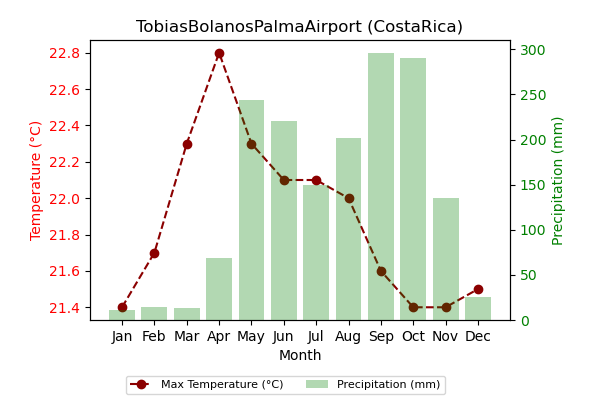 TobiasBolanosPalmaAirport (CostaRica)
Temperature (°C)
22.8
22.6
22.4
22.2
22.0
21.8
21.6
21.4
300
250
200
150
100
50
0
Precipitation (mm)
Jan Feb Mar Apr May Jun Jul Aug Sep Oct Nov Dec
Month
Max Temperature (°C) Precipitation (mm)